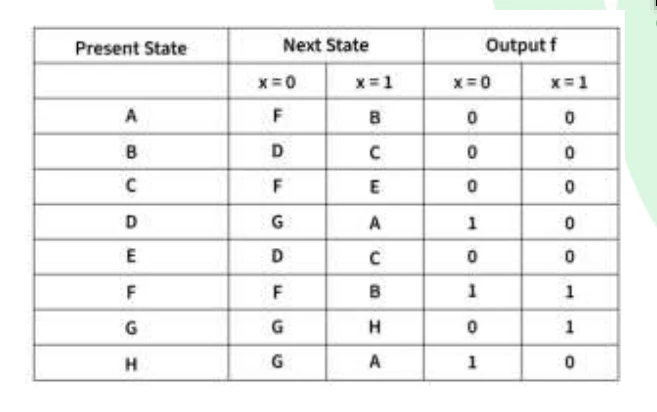 Present State Next State Output f
x = 0 x = 1 x = 0 x = 1
A F B 0 0
B D C 0 0
C F E 0 0
D G A 1 0
E D C 0 0
F F B 1 1
G G H 0 1
H G A 1 0